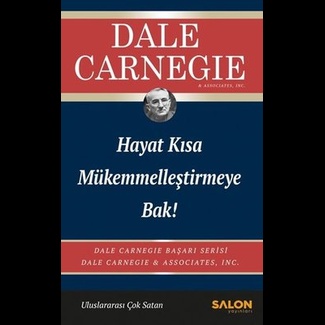 DALE
CARNEGIE
& ASSOCIATES, INC.
Hayat Kısa
Mükemmelleştirmeye
Bak!
DALE CARNEGIE BAŞARI SERİSİ
DALE CARNEGIE & ASSOCIATES, INC.
Uluslararası Çok Satan
SALON
yayınları